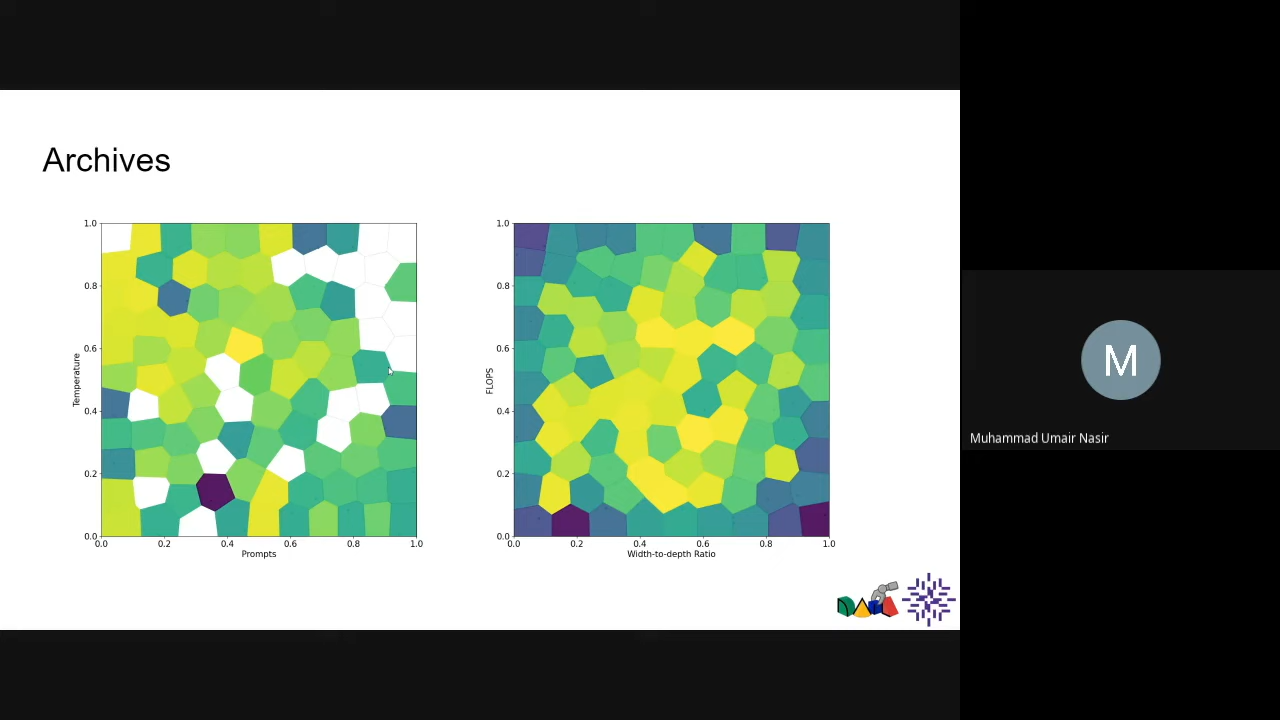 Archives
1.0
0.8
0.6
0.4
0.2
0.0
Temperature
0.0 0.2 0.4 0.6 0.8 1.0
Prompts
1.0
0.8
0.6
0.4
0.2
0.0
FLOPS
0.0 0.2 0.4 0.6 0.8 1.0
Width-to-depth Ratio
M
Muhammad Umair Nasir